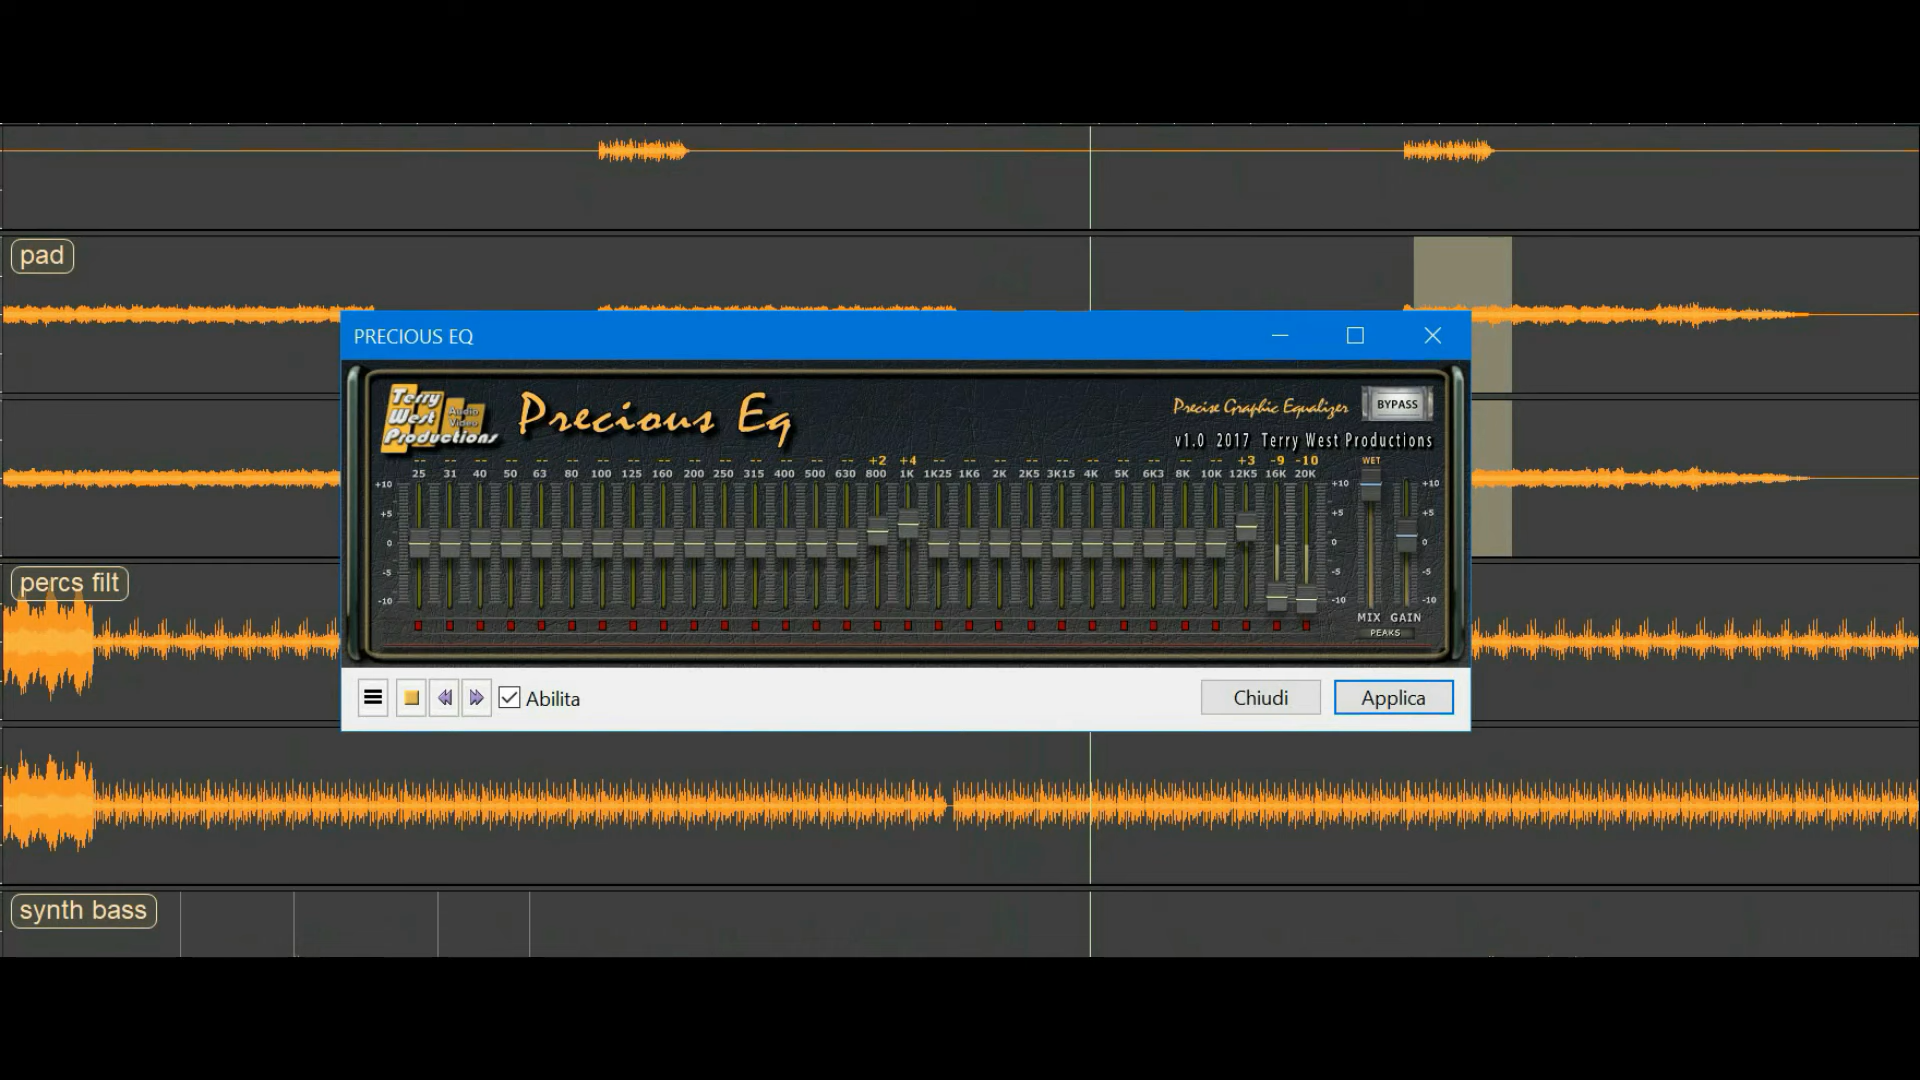 pad
PRECIOUS EQ
Terry West Productions
Audio Video
Precious Eq
Precise Graphic Equalizer
BYPASS
v1.0 2017 Terry West Productions
-- -- -- -- -- -- -- -- -- -- -- -- -- -- -- +2 +4 -- -- -- -- -- -- -- -- -- -- +3 -9 -10 WET
25 31 40 50 63 80 100 125 160 200 250 315 400 500 630 800 1K 1K25 1K6 2K 2K5 3K15 4K 5K 6K3 8K 10K 12K5 16K 20K
+10 +10 +10
+5 +5 +5
0 0 0
-5 -5 -5
-10 -10 -10
MIX GAIN
PEAKS
percs filt
Abilita
Chiudi
Applica
synth bass